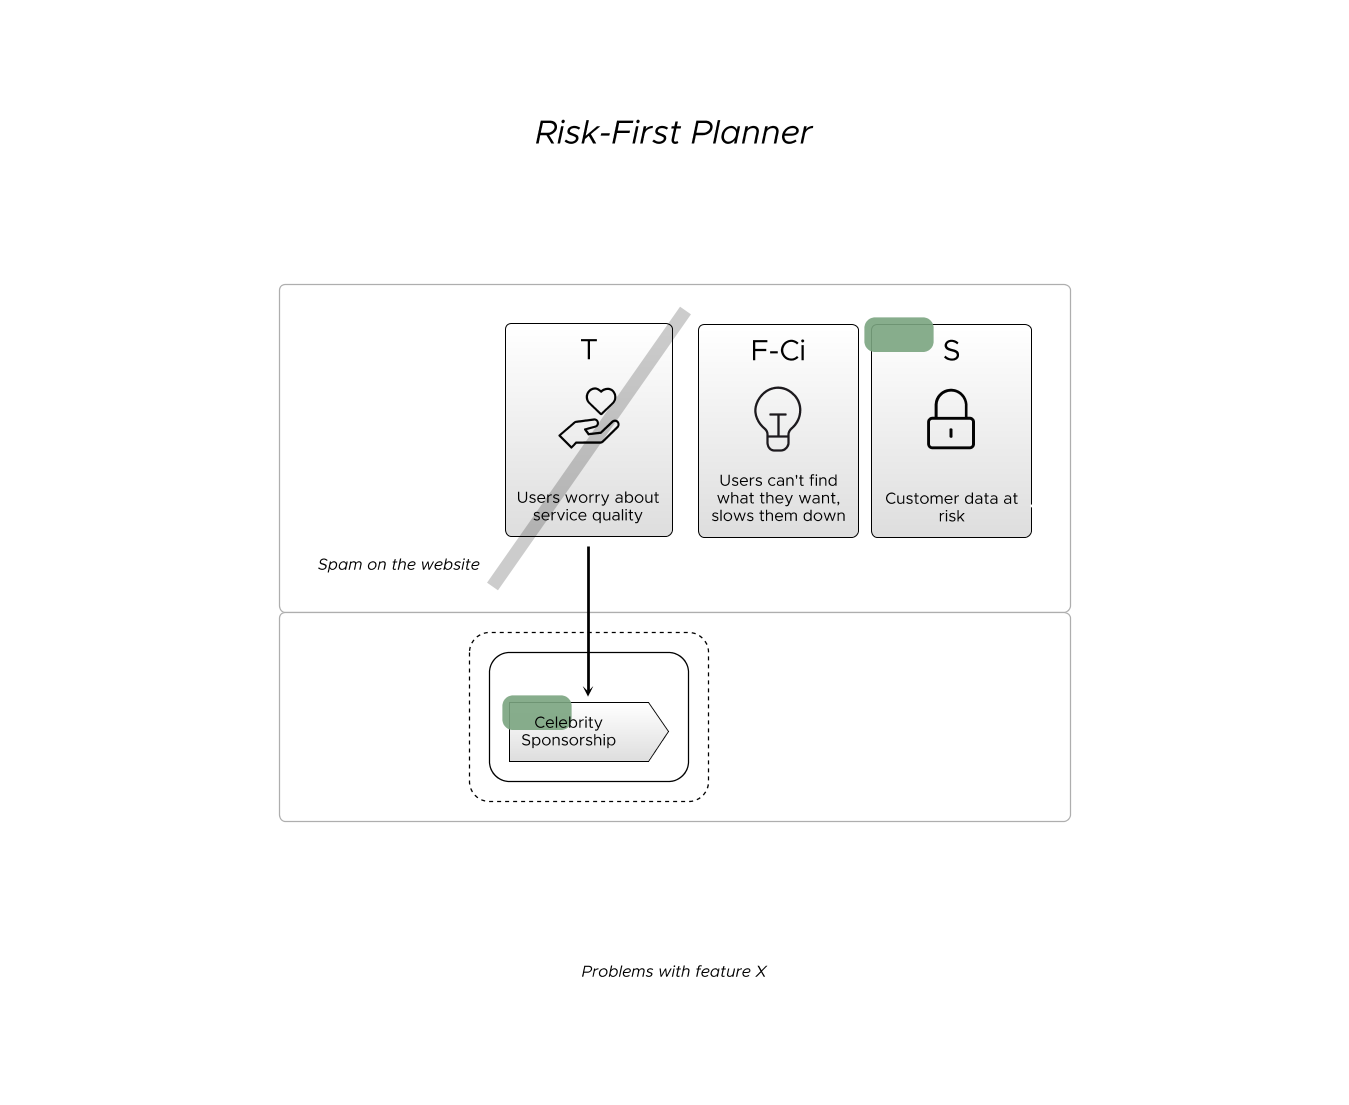 Risk-First Planner
T
Users worry about
service quality
F-Ci
Users can't find
what they want,
slows them down
S
Customer data at
risk
Spam on the website
Celebrity
Sponsorship
Problems with feature X